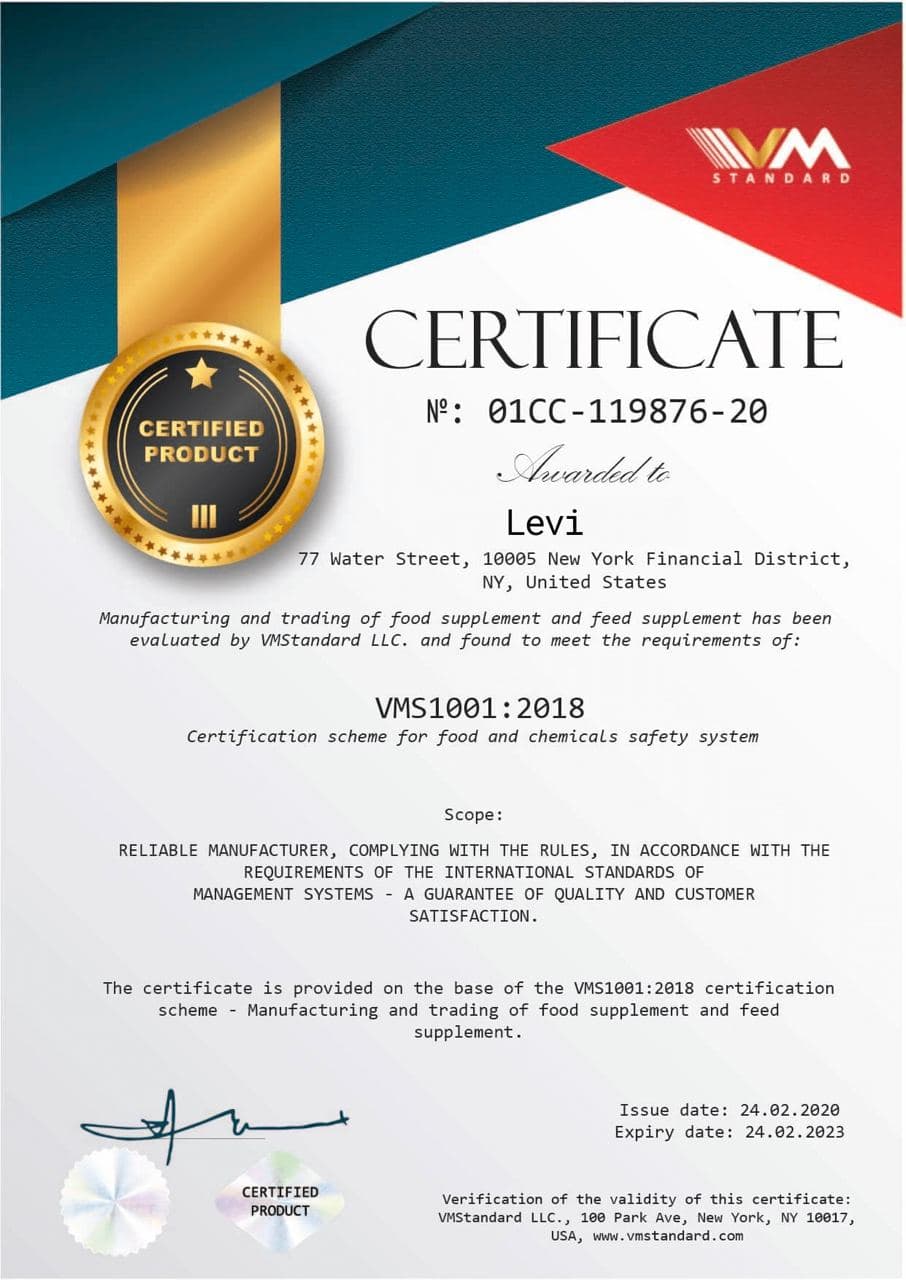 VM
STANDARD
CERTIFICATE
№: 01CC-119876-20
CERTIFIED
PRODUCT
III
Awarded to
Levi
77 Water Street, 10005 New York Financial District,
NY, United States
Manufacturing and trading of food supplement and feed supplement has been
evaluated by VMStandard LLC. and found to meet the requirements of:
VMS1001:2018
Certification scheme for food and chemicals safety system
Scope:
RELIABLE MANUFACTURER, COMPLYING WITH THE RULES, IN ACCORDANCE WITH THE
REQUIREMENTS OF THE INTERNATIONAL STANDARDS OF
MANAGEMENT SYSTEMS - A GUARANTEE OF QUALITY AND CUSTOMER
SATISFACTION.
The certificate is provided on the base of the VMS1001:2018 certification
scheme - Manufacturing and trading of food supplement and feed
supplement.
Issue date: 24.02.2020
Expiry date: 24.02.2023
CERTIFIED
PRODUCT
Verification of the validity of this certificate:
VMStandard LLC., 100 Park Ave, New York, NY 10017,
USA, www.vmstandard.com